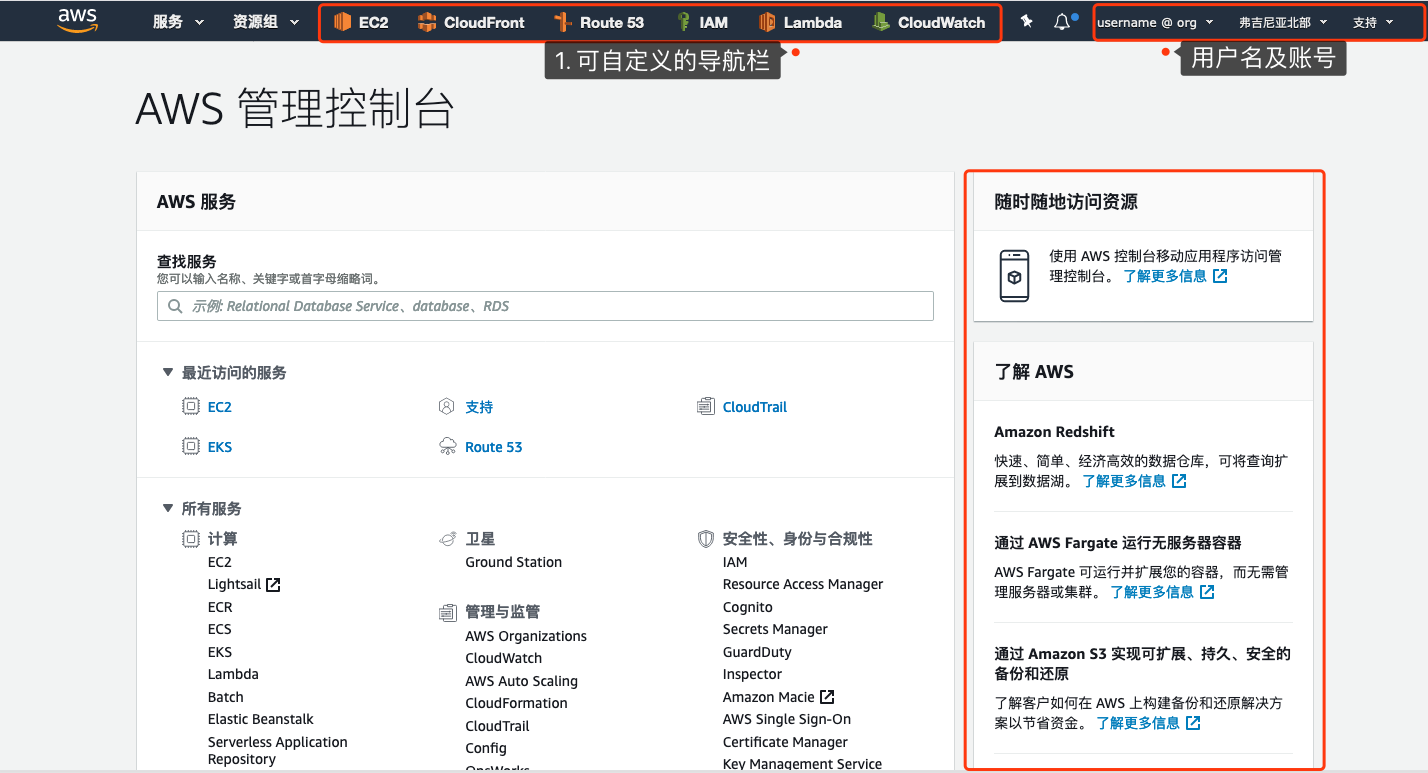 aws
服务
资源组
EC2
CloudFront
Route 53
IAM
Lambda
CloudWatch
username @ org
弗吉尼亚北部
支持
1. 可自定义的导航栏
用户名及账号
AWS 管理控制台
AWS 服务
查找服务
您可以输入名称、关键字或首字母缩略词。
示例: Relational Database Service、database、RDS
最近访问的服务
EC2
支持
CloudTrail
EKS
Route 53
所有服务
计算
EC2
Lightsail
ECR
ECS
EKS
Lambda
Batch
Elastic Beanstalk
Serverless Application
Repository
卫星
Ground Station
管理与监管
AWS Organizations
CloudWatch
AWS Auto Scaling
CloudFormation
CloudTrail
Config
OpsWorks
安全性、身份与合规性
IAM
Resource Access Manager
Cognito
Secrets Manager
GuardDuty
Inspector
Amazon Macie
AWS Single Sign-On
Certificate Manager
Key Management Service
随时随地访问资源
使用 AWS 控制台移动应用程序访问管
理控制台。 了解更多信息
了解 AWS
Amazon Redshift
快速、简单、经济高效的数据仓库，可将查询扩
展到数据湖。 了解更多信息
通过 AWS Fargate 运行无服务器容器
AWS Fargate 可运行并扩展您的容器，而无需管
理服务器或集群。 了解更多信息
通过 Amazon S3 实现可扩展、持久、安全的
备份和还原
了解客户如何在 AWS 上构建备份和还原解决方
案以节省资金。 了解更多信息